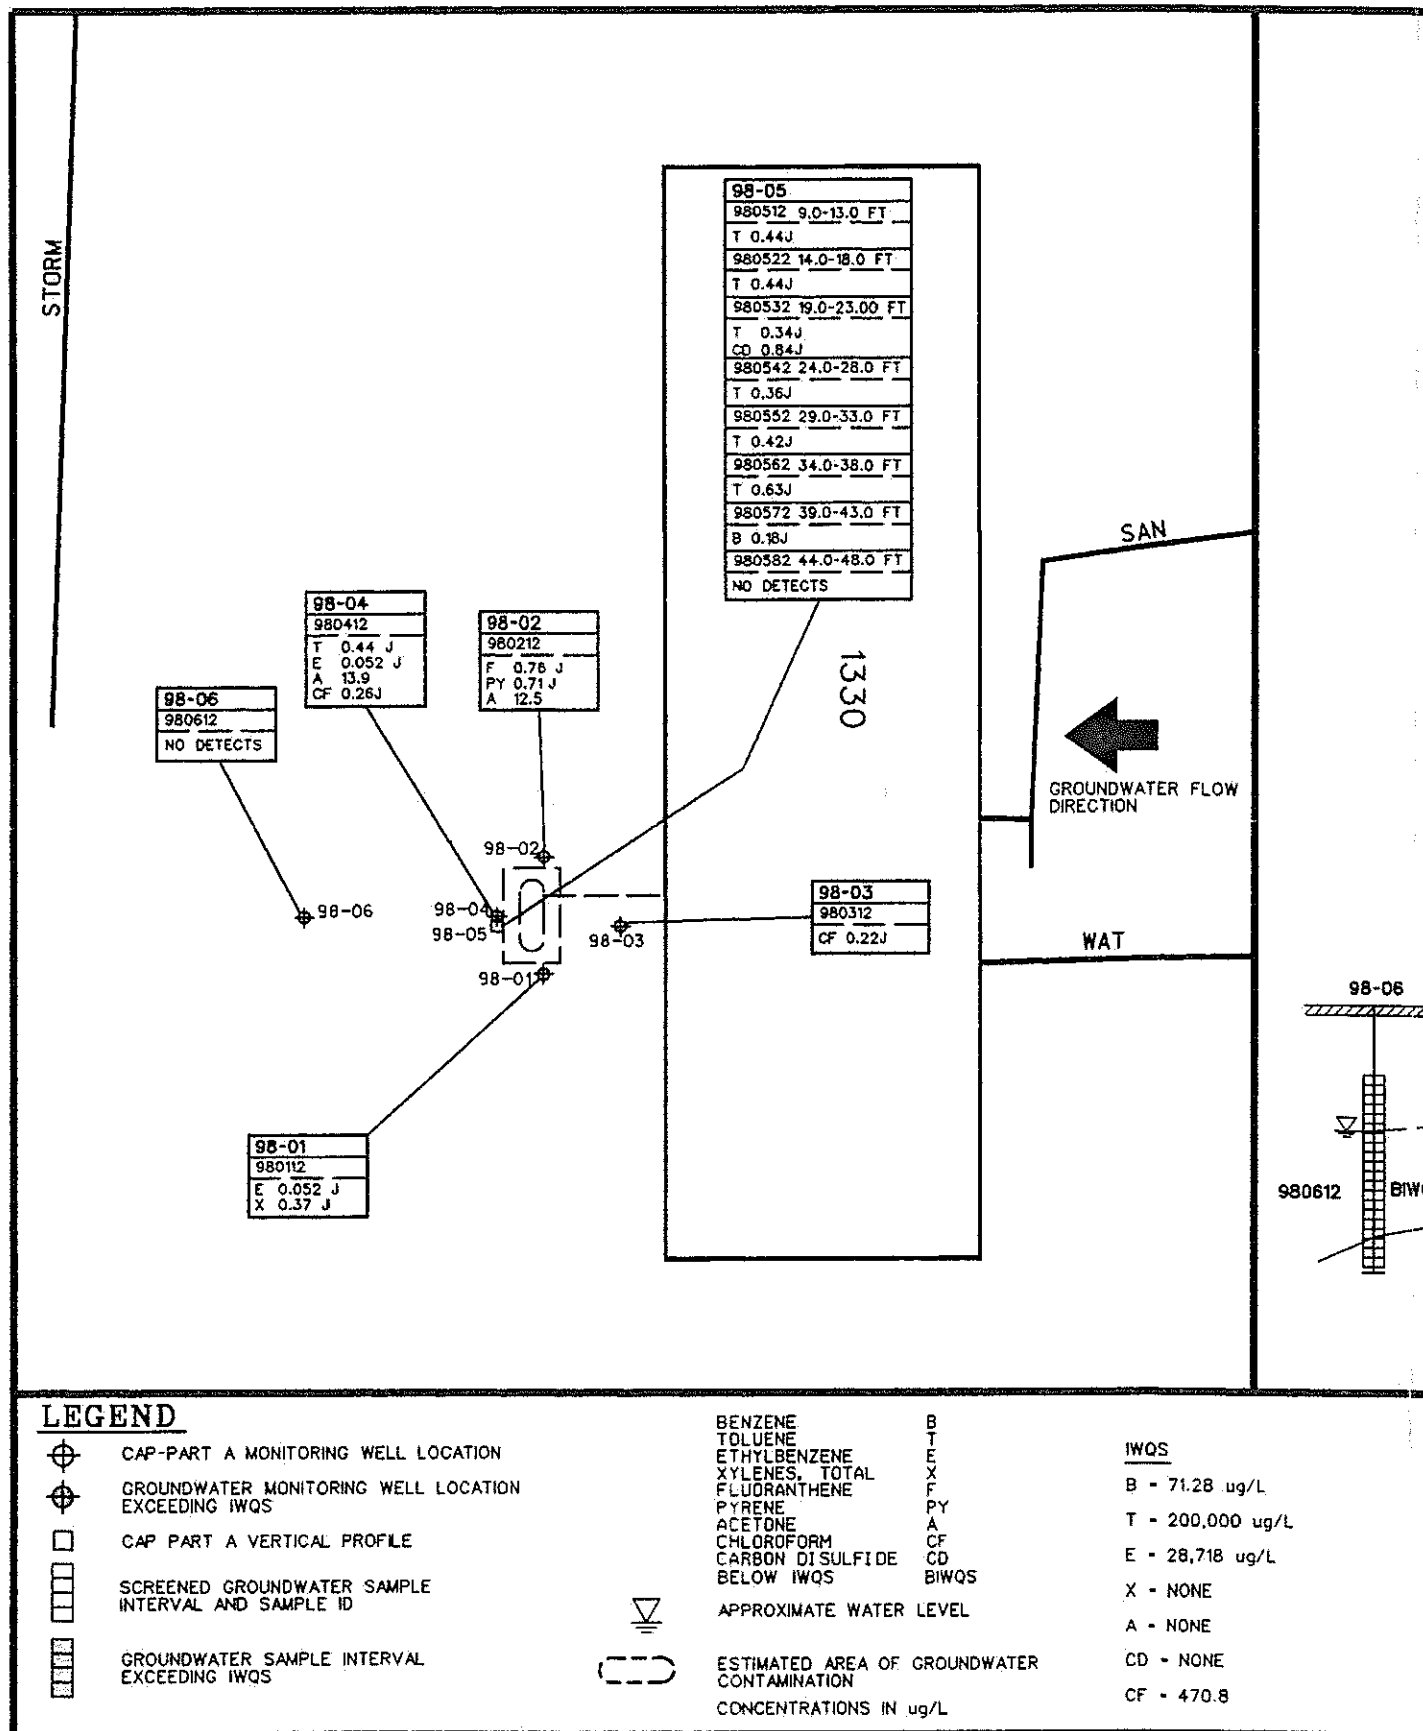 STORM
98-05
980512 9.0-13.0 FT
T 0.44J
980522 14.0-18.0 FT
T 0.44J
980532 19.0-23.00 FT
T 0.34J
CD 0.84J
980542 24.0-28.0 FT
T 0.36J
980552 29.0-33.0 FT
T 0.42J
980562 34.0-38.0 FT
T 0.63J
980572 39.0-43.0 FT
B 0.18J
980582 44.0-48.0 FT
NO DETECTS
SAN
98-04
980412
T 0.44 J
E 0.052 J
A 13.9
CF 0.26J
98-02
980212
F 0.76 J
PY 0.71 J
A 12.5
98-06
980612
NO DETECTS
1330
GROUNDWATER FLOW
DIRECTION
98-02
98-06
98-04
98-05
98-03
98-01
98-03
980312
CF 0.22J
WAT
98-06
980612
BIW
98-01
980112
E 0.052 J
X 0.37 J
LEGEND
CAP-PART A MONITORING WELL LOCATION
GROUNDWATER MONITORING WELL LOCATION
EXCEEDING IWQS
CAP PART A VERTICAL PROFILE
SCREENED GROUNDWATER SAMPLE
INTERVAL AND SAMPLE ID
GROUNDWATER SAMPLE INTERVAL
EXCEEDING IWQS
BENZENE B
TOLUENE T
ETHYLBENZENE E
XYLENES, TOTAL X
FLUORANTHENE F
PYRENE PY
ACETONE A
CHLOROFORM CF
CARBON DISULFIDE CD
BELOW IWQS BIWQS
APPROXIMATE WATER LEVEL
ESTIMATED AREA OF GROUNDWATER
CONTAMINATION
CONCENTRATIONS IN ug/L
IWQS
B - 71.28 ug/L
T - 200,000 ug/L
E - 28,718 ug/L
X - NONE
A - NONE
CD - NONE
CF - 470.8